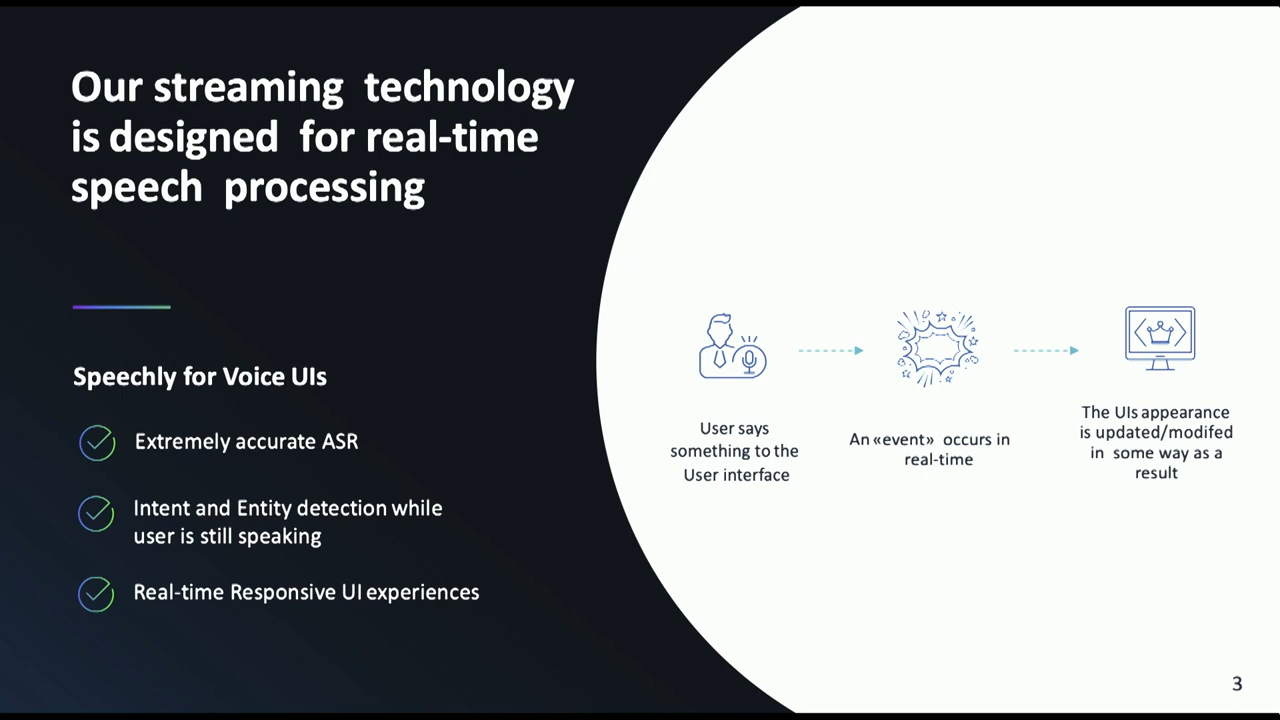 Our streaming technology
is designed for real-time
speech processing
Speechly for Voice UIs
Extremely accurate ASR
Intent and Entity detection while
user is still speaking
Real-time Responsive UI experiences
User says
something to the
User interface
An «event» occurs in
real-time
The UIs appearance
is updated/modifed
in some way as a
result
3